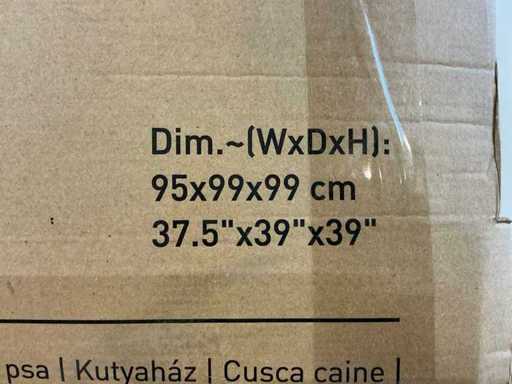 Dim.~(WxDxH):
95x99x99 cm
37.5"x39"x39"
psa | Kutyaház | Cusca caine |